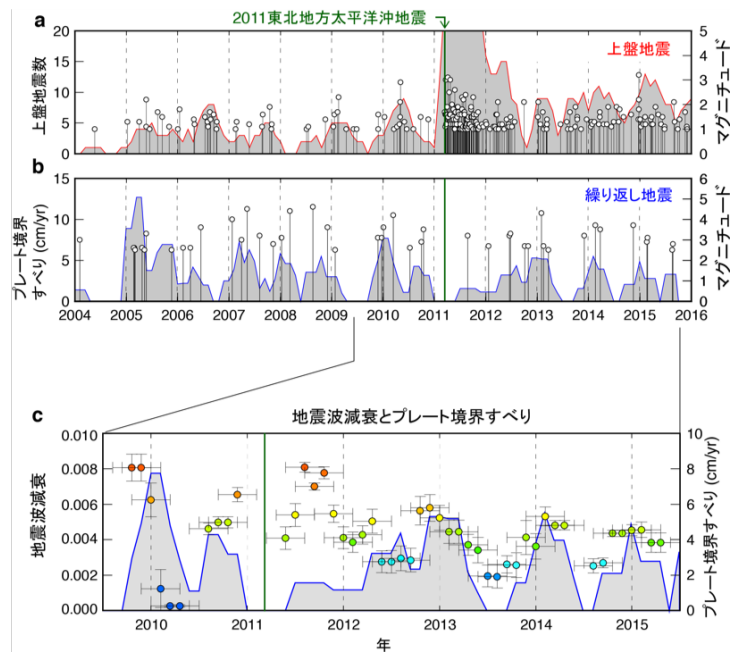 2011東北地方太平洋沖地震
a
上盤地震数
20
15
10
5
0
上盤地震
5
4
3
2
1
0
マグニチュード
b
プレート境界
すべり (cm/yr)
15
10
5
0
繰り返し地震
6
5
4
3
2
1
0
マグニチュード
2004 2005 2006 2007 2008 2009 2010 2011 2012 2013 2014 2015 2016
c
地震波減衰とプレート境界すべり
地震波減衰
0.010
0.008
0.006
0.004
0.002
0.000
10
8
6
4
2
0
プレート境界すべり (cm/yr)
2010 2011 2012 2013 2014 2015
年